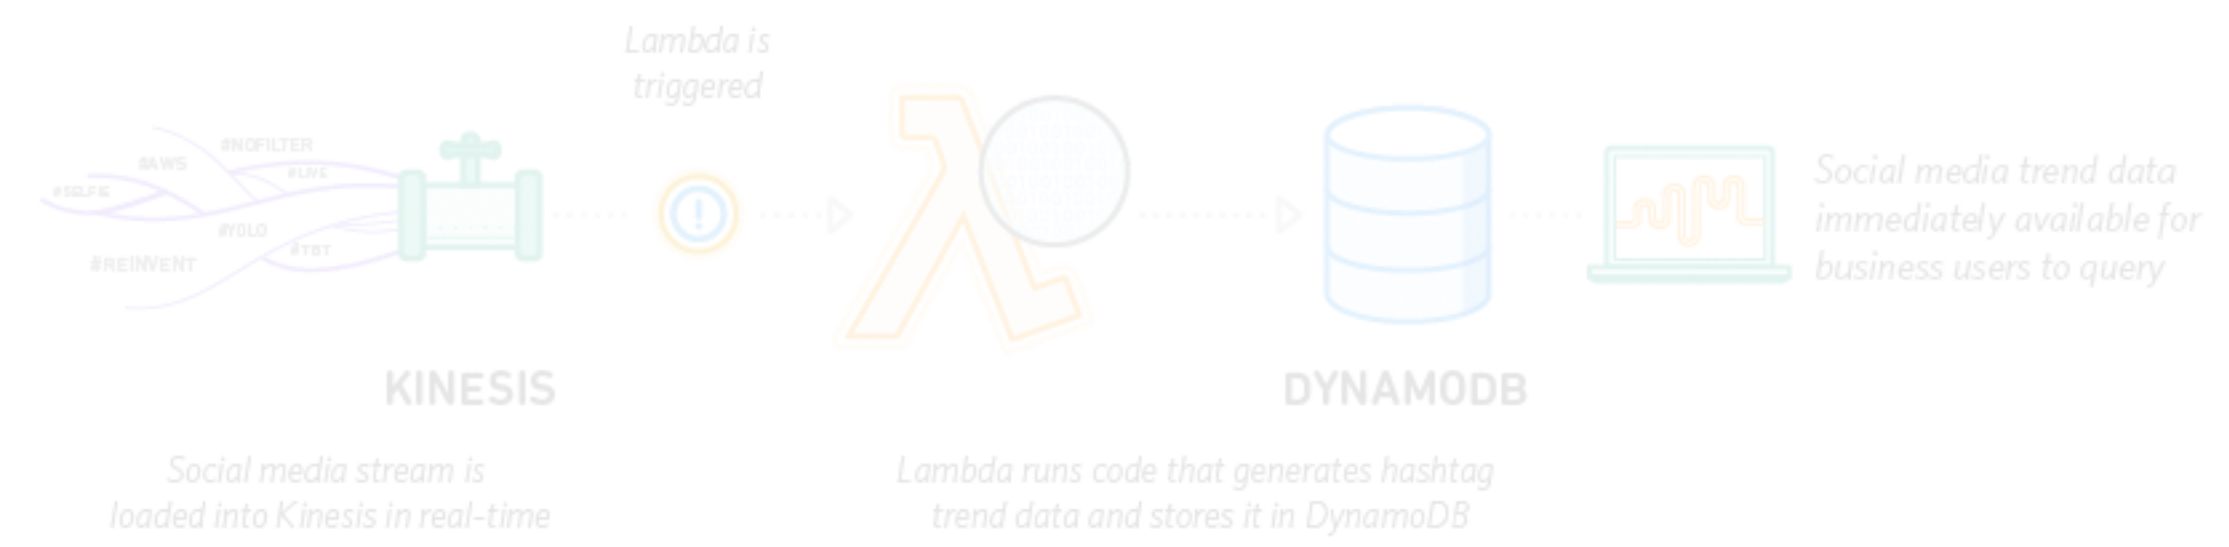 Lambda is
triggered
#NOFILTER
#AWS
#LIVE
#SELFIE
#YOLO
#TBT
#REINVENT
Social media trend data
immediately available for
business users to query
KINESIS
DYNAMODB
Social media stream is
loaded into Kinesis in real-time
Lambda runs code that generates hashtag
trend data and stores it in DynamoDB